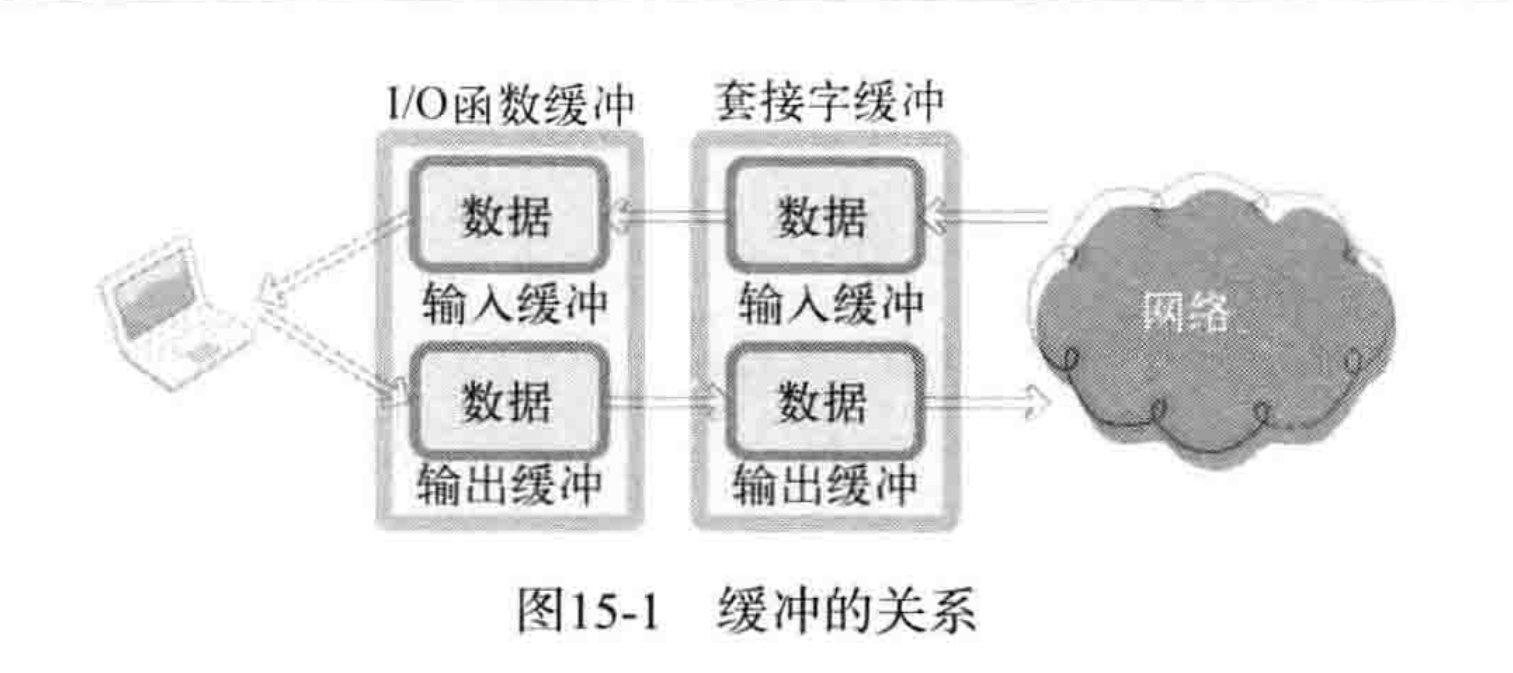 I/O函数缓冲
套接字缓冲
数据
数据
输入缓冲
输入缓冲
网络
数据
数据
输出缓冲
输出缓冲
图15-1 缓冲的关系